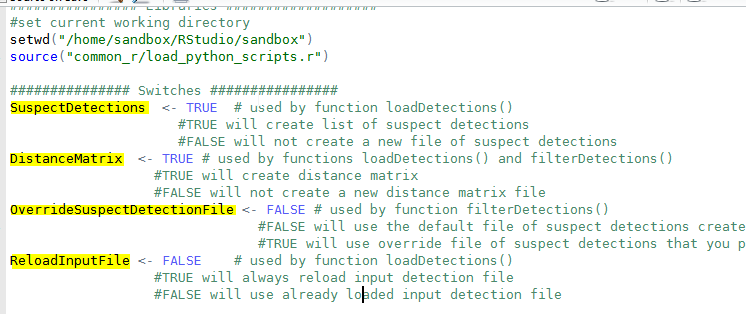 ################ Libraries ###################
#set current working directory
setwd("/home/sandbox/RStudio/sandbox")
source("common_r/load_python_scripts.r")
############### Switches ################
SuspectDetections <- TRUE # used by function loadDetections()
#TRUE will create list of suspect detections
#FALSE will not create a new file of suspect detections
DistanceMatrix <- TRUE # used by functions loadDetections() and filterDetections()
#TRUE will create distance matrix
#FALSE will not create a new distance matrix file
OverrideSuspectDetectionFile <- FALSE # used by function filterDetections()
#FALSE will use the default file of suspect detections create
#TRUE will use override file of suspect detections that you p
ReloadInputFile <- FALSE # used by function loadDetections()
#TRUE will always reload input detection file
#FALSE will use already loaded input detection file